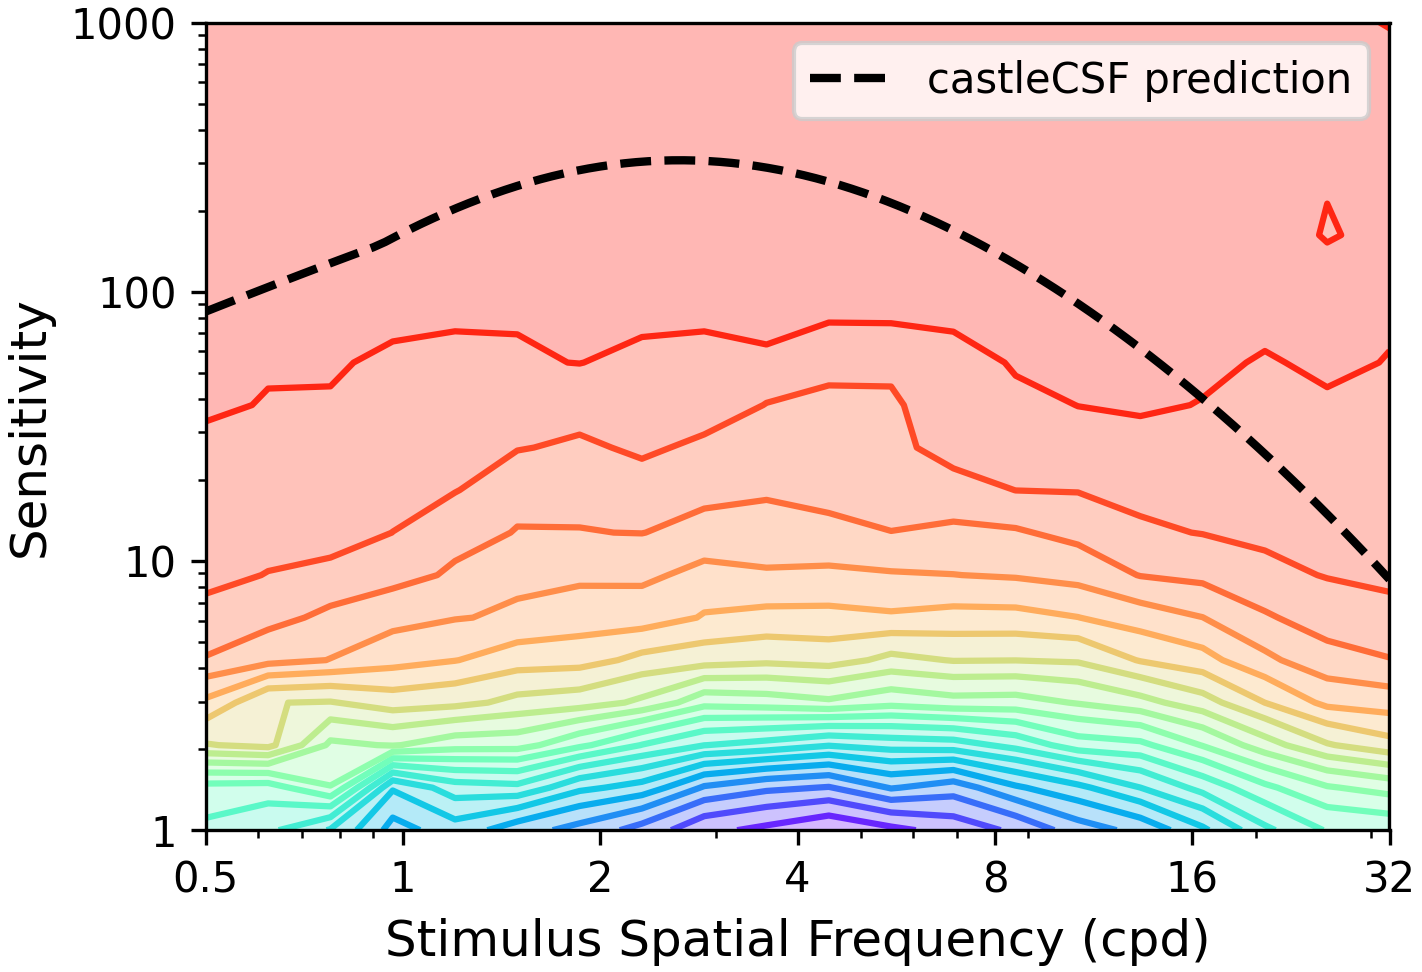 1000
castleCSF prediction
100
10
1
Sensitivity
0.5 1 2 4 8 16 32
Stimulus Spatial Frequency (cpd)